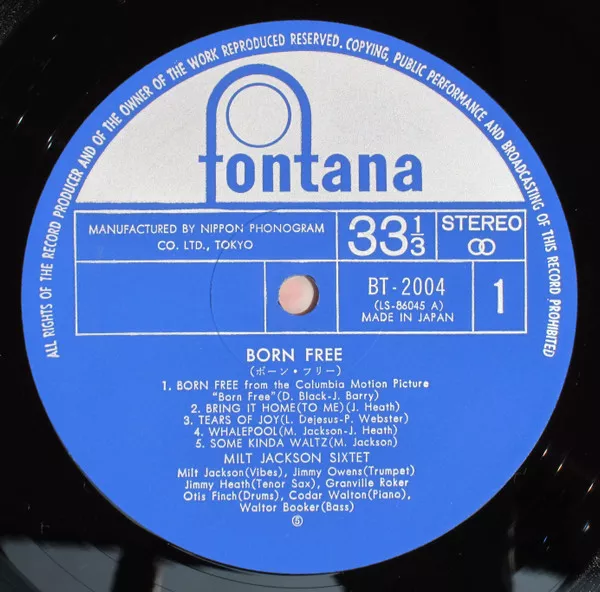 ALL RIGHTS OF THE RECORD PRODUCER AND OF THE OWNER OF THE WORK REPRODUCED RESERVED. COPYING, PUBLIC PERFORMANCE AND BROADCASTING OF THIS RECORD PROHIBITED!
fontana
MANUFACTURED BY NIPPON PHONOGRAM
CO. LTD., TOKYO
33 1/3
STEREO
BT-2004
(LS-86045 A)
MADE IN JAPAN
1
BORN FREE
(ボーン・フリー)
1. BORN FREE from the Columbia Motion Picture
"Born Free"(D. Black-J. Barry)
2. BRING IT HOME(TO ME)(J. Heath)
3. TEARS OF JOY(L. Dejesus-P. Webster)
4. WHALEPOOL(M. Jackson-J. Heath)
5. SOME KINDA WALTZ(M. Jackson)
MILT JACKSON SIXTET
Milt Jackson(Vibes), Jimmy Owens(Trumpet)
Jimmy Heath(Tenor Sax), Granville Roker
Otis Finch(Drums), Codar Walton(Piano),
Waltor Booker(Bass)